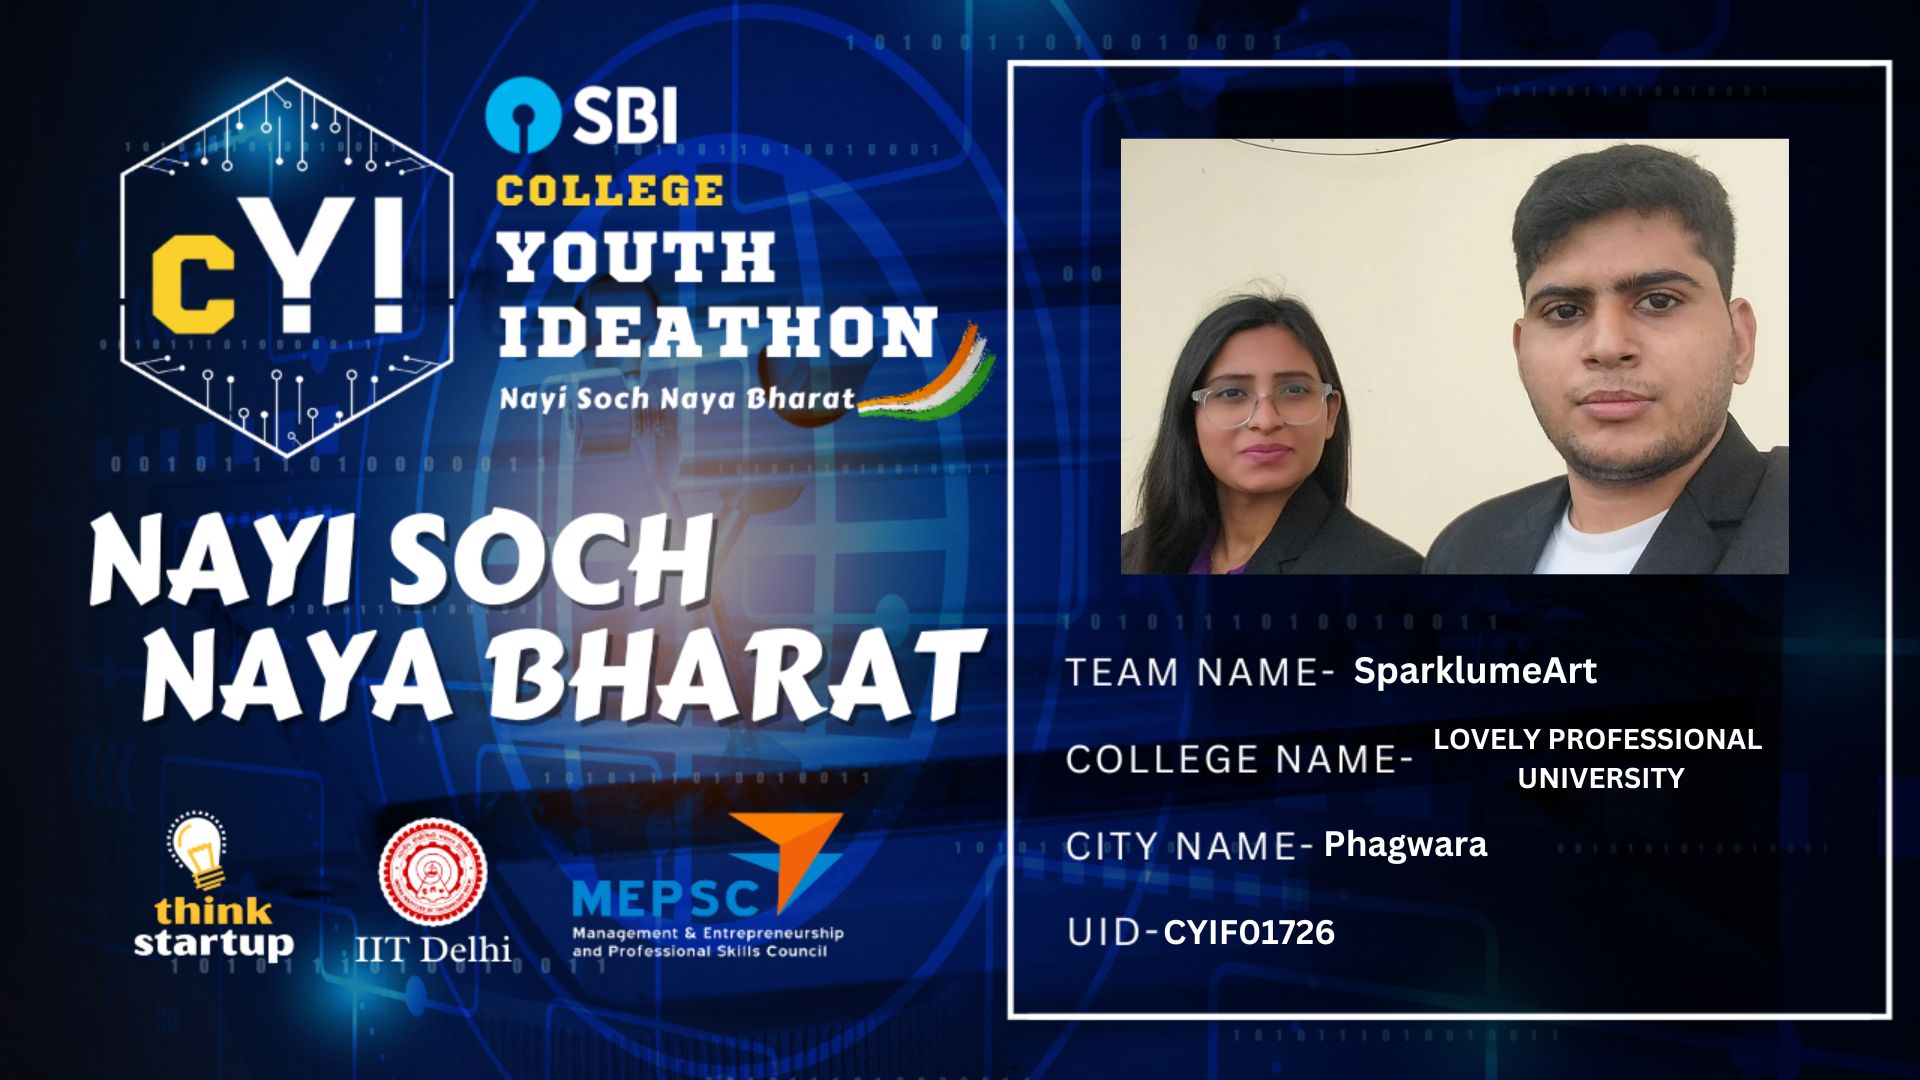 cY!
SBI
COLLEGE
YOUTH
IDEATHON
Nayi Soch Naya Bharat
NAYI SOCH
NAYA BHARAT
think
startup
IIT Delhi
MEPSC
Management & Entrepreneurship
and Professional Skills Council
TEAM NAME- SparklumeArt
COLLEGE NAME- LOVELY PROFESSIONAL
UNIVERSITY
CITY NAME- Phagwara
UID-CYIF01726